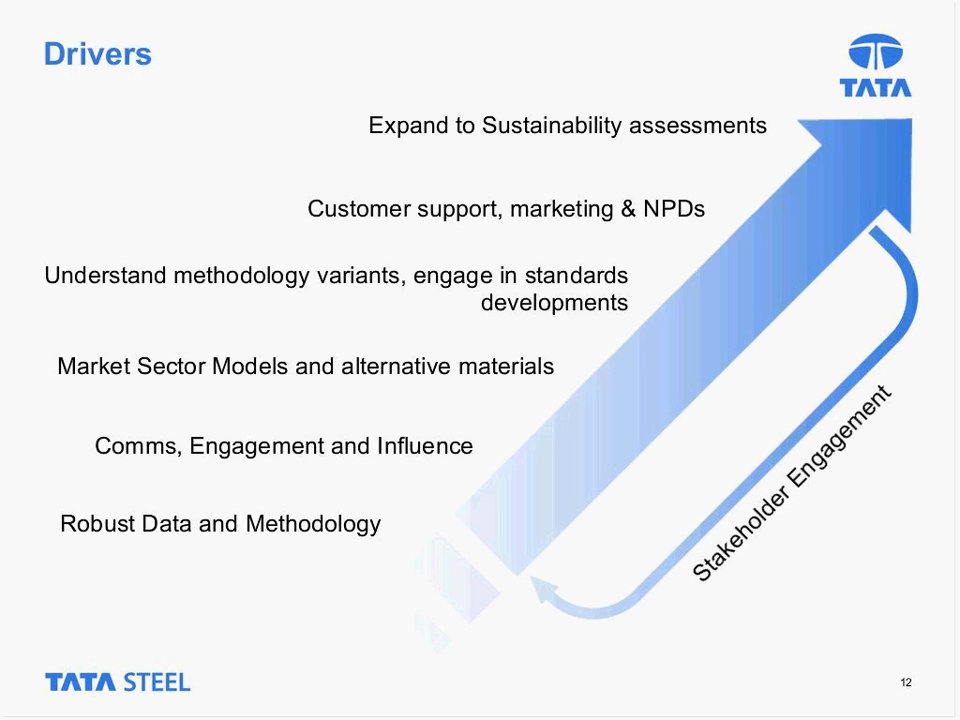 Drivers
TATA
Expand to Sustainability assessments
Customer support, marketing & NPDs
Understand methodology variants, engage in standards
developments
Market Sector Models and alternative materials
Comms, Engagement and Influence
Robust Data and Methodology
Stakeholder Engagement
TATA STEEL
12